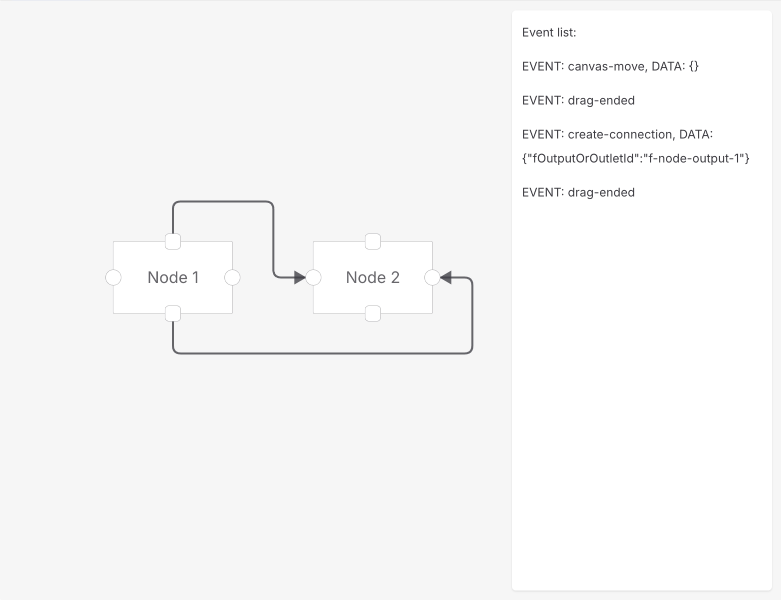 Event list:
EVENT: canvas-move, DATA: {}
EVENT: drag-ended
EVENT: create-connection, DATA:
{"fOutputOrOutletId":"f-node-output-1"}
EVENT: drag-ended
Node 1
Node 2